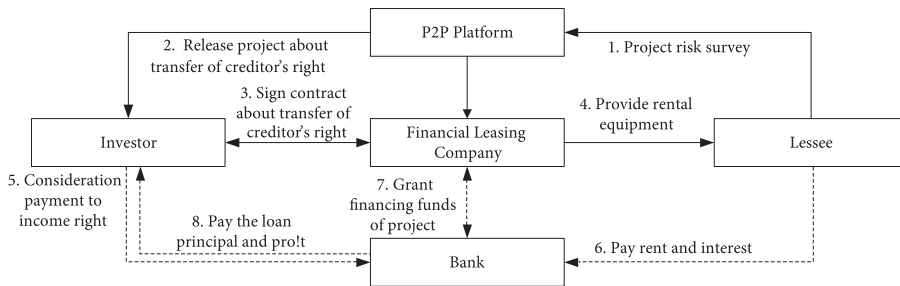 P2P Platform
2. Release project about
transfer of creditor's right
1. Project risk survey
3. Sign contract
about transfer of
creditor's right
4. Provide rental
equipment
Investor
Financial Leasing
Company
Lessee
5. Consideration
payment to
income right
7. Grant
financing funds
of project
8. Pay the loan
principal and pro!t
6. Pay rent and interest
Bank